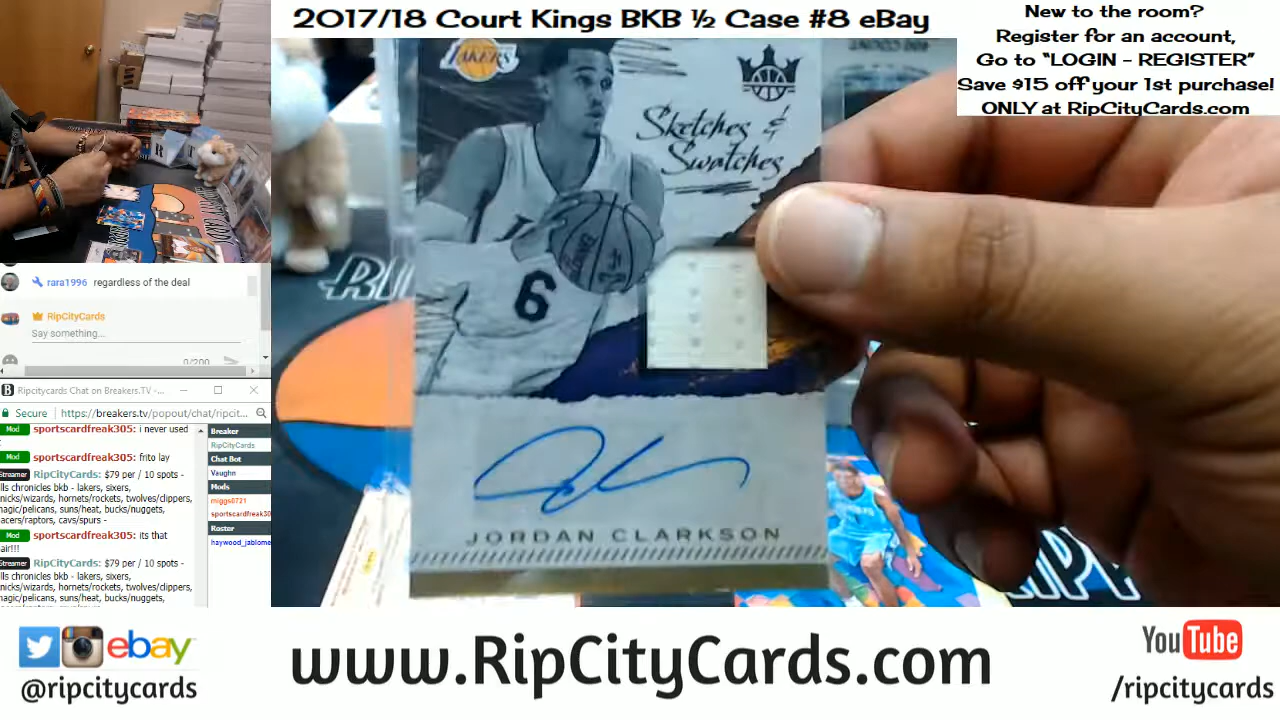 2017/18 Court Kings BKB ½ Case #8 eBay
New to the room?
Register for an account,
Go to “LOGIN - REGISTER”
Save $15 off your 1st purchase!
ONLY at RipCityCards.com
LAKERS
Sketches &
Swatches
6
JORDAN CLARKSON
rara1996 regardless of the deal
RipCityCards
Say something...
0/200
Ripcitycards Chat on Breakers.TV -...
Secure https://breakers.tv/popout/chat/ripcit...
Mod sportscardfreak305: i never used
Mod sportscardfreak305: frito lay
Streamer RipCityCards: $79 per / 10 spots -
lls chronicles bkb - lakers, sixers,
nicks/wizards, hornets/rockets, twolves/clippers,
magic/pelicans, suns/heat, bucks/nuggets,
acers/raptors, cavs/spurs -
Mod sportscardfreak305: its that
air!!!
Streamer RipCityCards: $79 per / 10 spots -
lls chronicles bkb - lakers, sixers,
nicks/wizards, hornets/rockets, twolves/clippers,
magic/pelicans, suns/heat, bucks/nuggets,
Breaker
RipCityCards
Chat Bot
Vaughn
Mods
miggs0721
sportscardfreak30
Roster
haywood_jablome
ebay
@ripcitycards
www.RipCityCards.com
YouTube
/ripcitycards